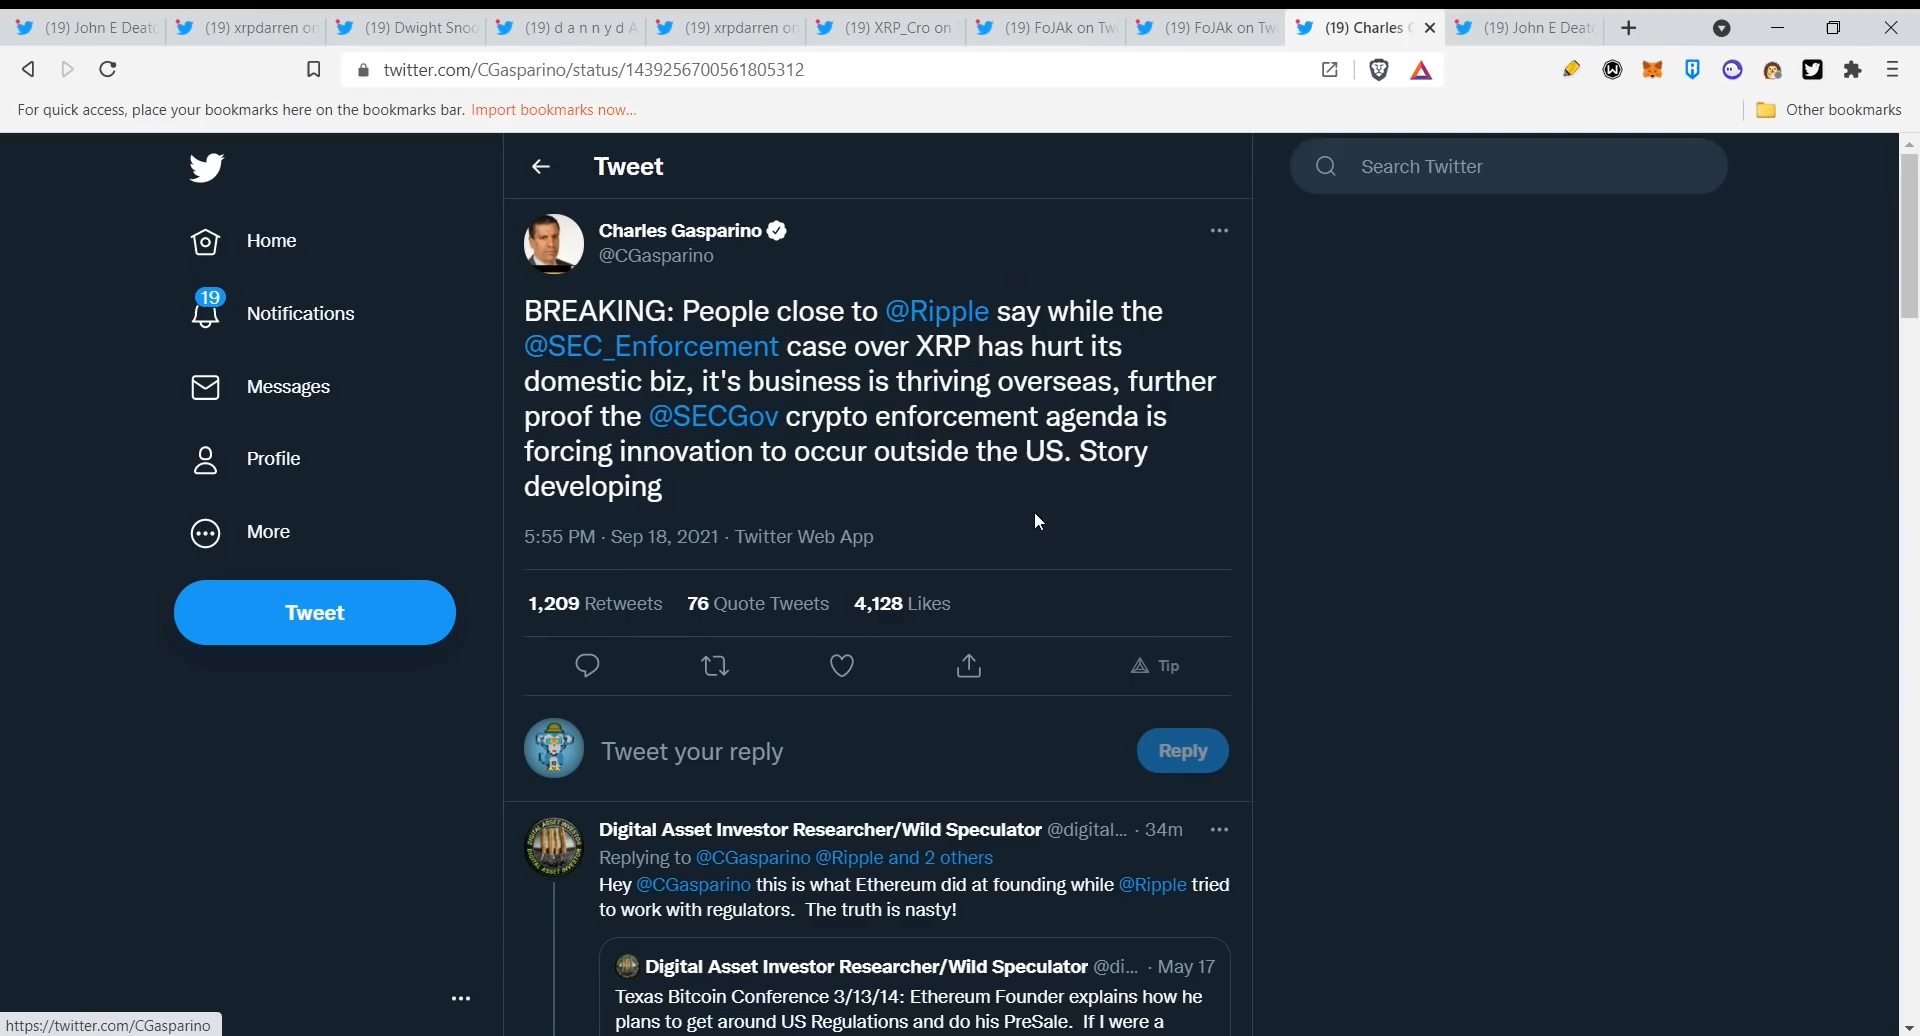 (19) John E Deato
(19) xrpdarren on
(19) Dwight Snoo
(19) d a n n y d A
(19) xrpdarren on
(19) XRP_Cro on
(19) FoJAk on Twi
(19) FoJAk on Twi
(19) Charles G
(19) John E Deato
twitter.com/CGasparino/status/1439256700561805312
For quick access, place your bookmarks here on the bookmarks bar. Import bookmarks now...
Other bookmarks
Tweet
Search Twitter
Home
19
Notifications
Messages
Profile
More
Tweet
Charles Gasparino
@CGasparino
BREAKING: People close to @Ripple say while the
@SEC_Enforcement case over XRP has hurt its
domestic biz, it's business is thriving overseas, further
proof the @SECGov crypto enforcement agenda is
forcing innovation to occur outside the US. Story
developing
5:55 PM · Sep 18, 2021 · Twitter Web App
1,209 Retweets 76 Quote Tweets 4,128 Likes
Tip
Tweet your reply
Reply
Digital Asset Investor Researcher/Wild Speculator @digital... · 34m
Replying to @CGasparino @Ripple and 2 others
Hey @CGasparino this is what Ethereum did at founding while @Ripple tried
to work with regulators. The truth is nasty!
Digital Asset Investor Researcher/Wild Speculator @di... · May 17
Texas Bitcoin Conference 3/13/14: Ethereum Founder explains how he
plans to get around US Regulations and do his PreSale. If I were a
https://twitter.com/CGasparino